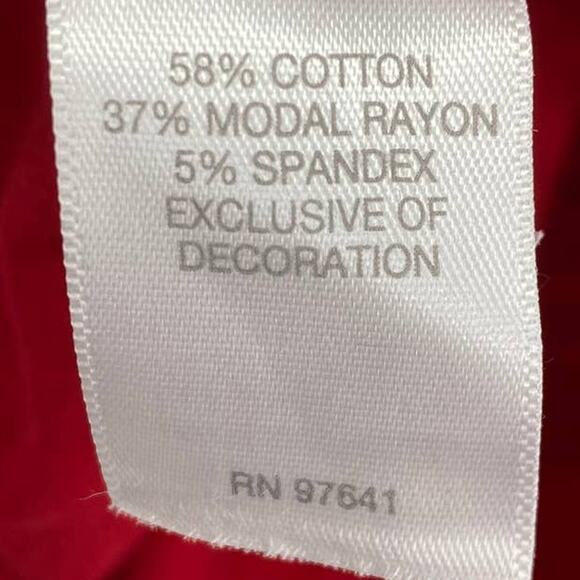 58% COTTON
37% MODAL RAYON
5% SPANDEX
EXCLUSIVE OF
DECORATION
RN 97641